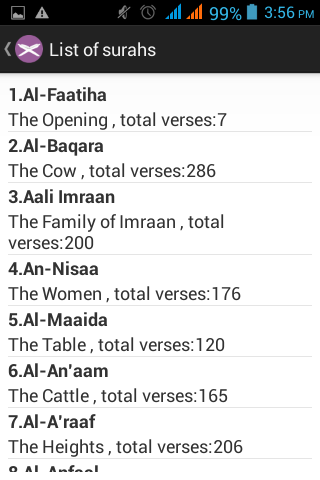 99% 3:56 PM
List of surahs
1.Al-Faatiha
The Opening , total verses:7
2.Al-Baqara
The Cow , total verses:286
3.Aali Imraan
The Family of Imraan , total
verses:200
4.An-Nisaa
The Women , total verses:176
5.Al-Maaida
The Table , total verses:120
6.Al-An'aam
The Cattle , total verses:165
7.Al-A'raaf
The Heights , total verses:206
8.Al-Anfaal